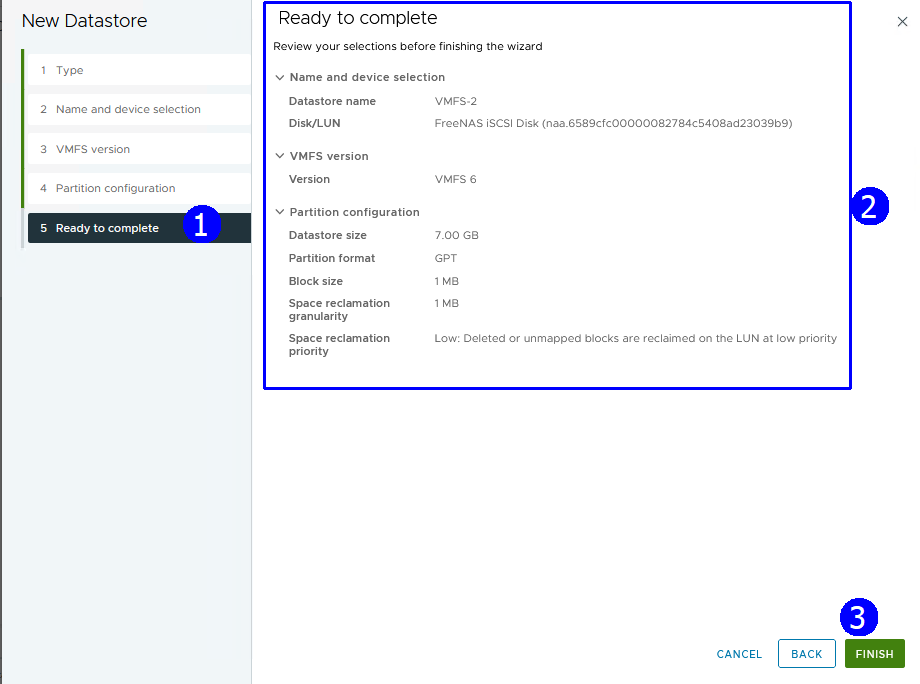 New Datastore
1 Type
2 Name and device selection
3 VMFS version
4 Partition configuration
5 Ready to complete
1
Ready to complete
Review your selections before finishing the wizard
Name and device selection
Datastore name VMFS-2
Disk/LUN FreeNAS iSCSI Disk (naa.6589cfc00000082784c5408ad23039b9)
VMFS version
Version VMFS 6
Partition configuration
Datastore size 7.00 GB
Partition format GPT
Block size 1 MB
Space reclamation 1 MB
granularity
Space reclamation Low: Deleted or unmapped blocks are reclaimed on the LUN at low priority
priority
2
3
CANCEL BACK FINISH